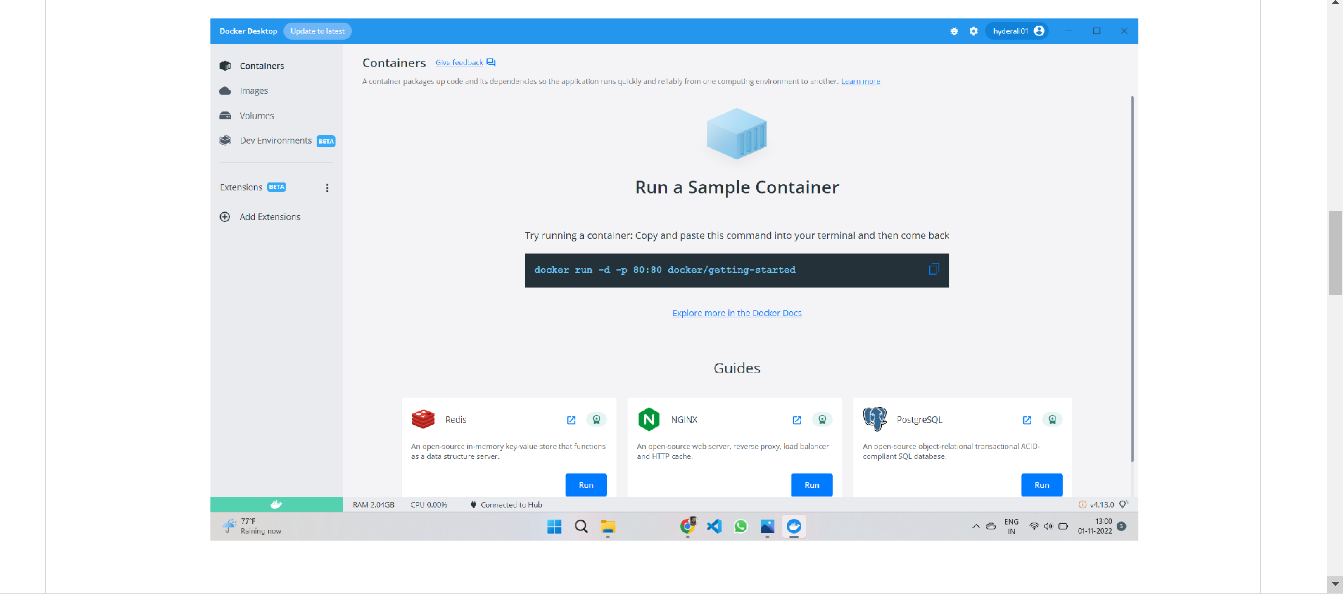 Docker Desktop Update to latest hyderali01
Containers
Images
Volumes
Dev Environments BETA
Extensions BETA
Add Extensions
Containers Give feedback
A container packages up code and its dependencies so the application runs quickly and reliably from one computing environment to another. Learn more
Run a Sample Container
Try running a container: Copy and paste this command into your terminal and then come back
docker run -d -p 80:80 docker/getting-started
Explore more in the Docker Docs
Guides
Redis
An open-source in-memory key-value store that functions
as a data structure server.
Run
NGINX
An open-source web server, reverse proxy, load balancer
and HTTP cache.
Run
PostgreSQL
An open-source object-relational transactional ACID-
compliant SQL database.
Run
RAM 2.04GB CPU 0.00% Connected to Hub v4.13.0
77°F
Raining now
ENG
IN
13:00
01-11-2022